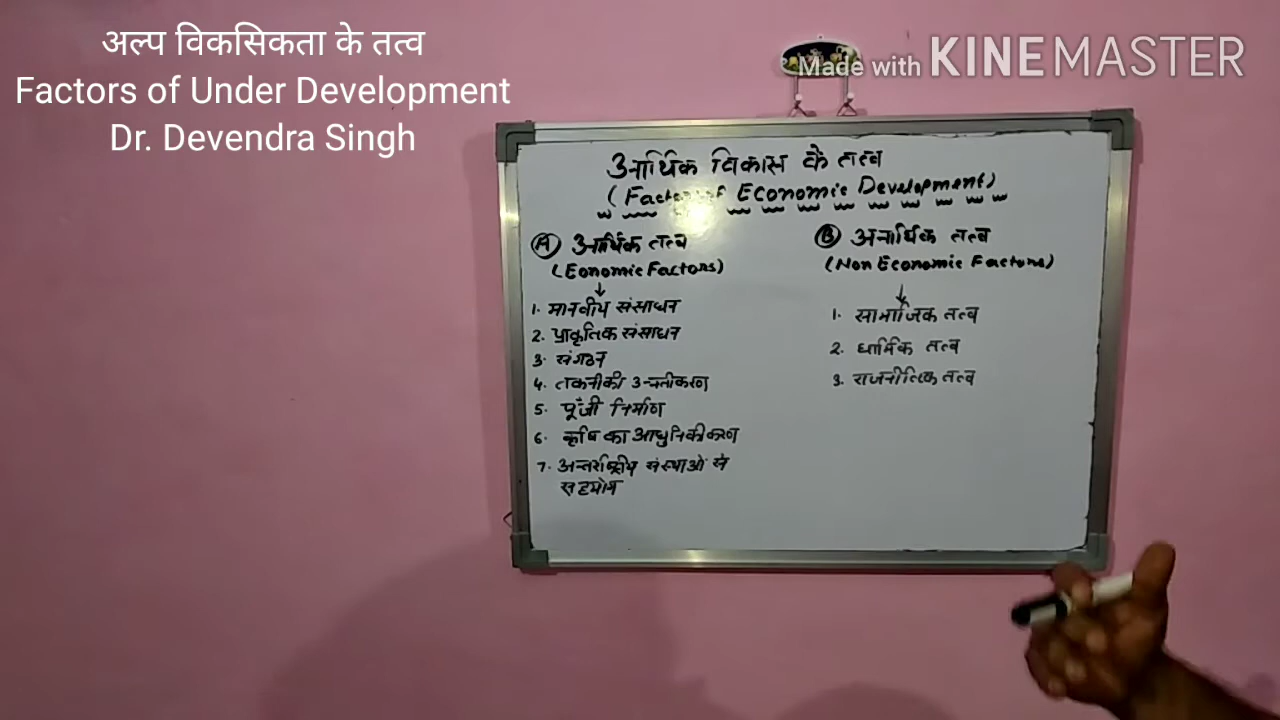 अल्प विकसिकता के तत्व
Factors of Under Development
Dr. Devendra Singh
Made with KINEMASTER
आर्थिक विकास के तत्व
(Factor of Economic Development)
(A) आर्थिक तत्व
(Eonomic Factors)
1. मानवीय संसाधन
2. प्राकृतिक संसाधन
3. संगठन
4. तकनीकी उन्नतीकरण
5. पूँजी निर्माण
6. कृषि का आधुनिकीकरण
7. अन्तर्राष्ट्रीय संस्थाओं से
सहयोग
(B) अनार्थिक तत्व
(Non Economic Factors)
1. सामाजिक तत्व
2. धार्मिक तत्व
3. राजनीतिक तत्व